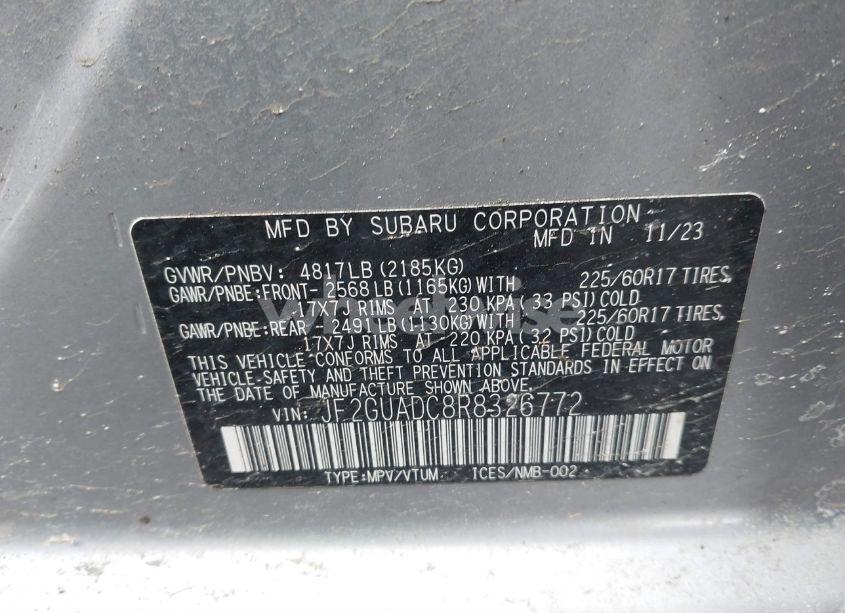 MFD BY SUBARU CORPORATION
MFD IN 11/23
GVWR/PNBV: 4817LB (2185KG)
GAWR/PNBE:FRONT- 2568 LB (1165KG) WITH 225/60R17 TIRES,
17X7J RIMS AT 230 KPA (33 PSI) COLD
GAWR/PNBE:REAR 2491 LB (1130KG) WITH 225/60R17 TIRES,
17X7J RIMS AT 220 KPA (32 PSI) COLD
THIS VEHICLE CONFORMS TO ALL APPLICABLE FEDERAL MOTOR
VEHICLE-SAFETY AND THEFT PREVENTION STANDARDS IN EFFECT ON
THE DATE OF MANUFACTURE SHOWN ABOVE.
VIN: JF2GUADC8R8326772
TYPE:MPV/VTUM ICES/NMB-002